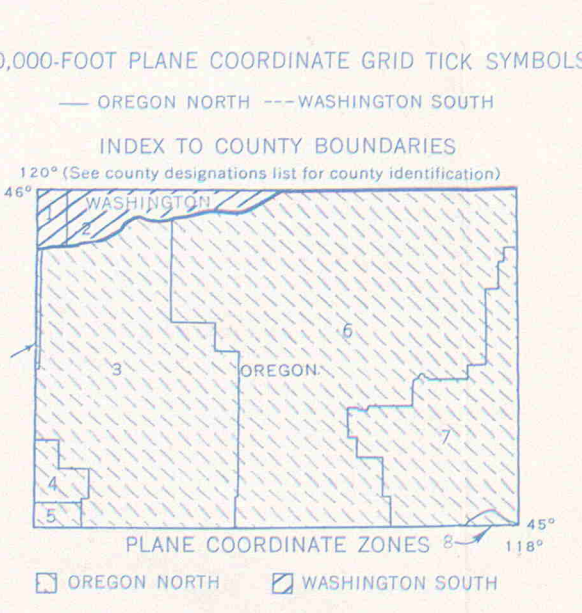 0,000-FOOT PLANE COORDINATE GRID TICK SYMBOLS
OREGON NORTH ---WASHINGTON SOUTH
INDEX TO COUNTY BOUNDARIES
120° (See county designations list for county identification)
46°
WASHINGTON
1
2
6
3
OREGON
7
4
5
45°
PLANE COORDINATE ZONES 8
118°
OREGON NORTH WASHINGTON SOUTH